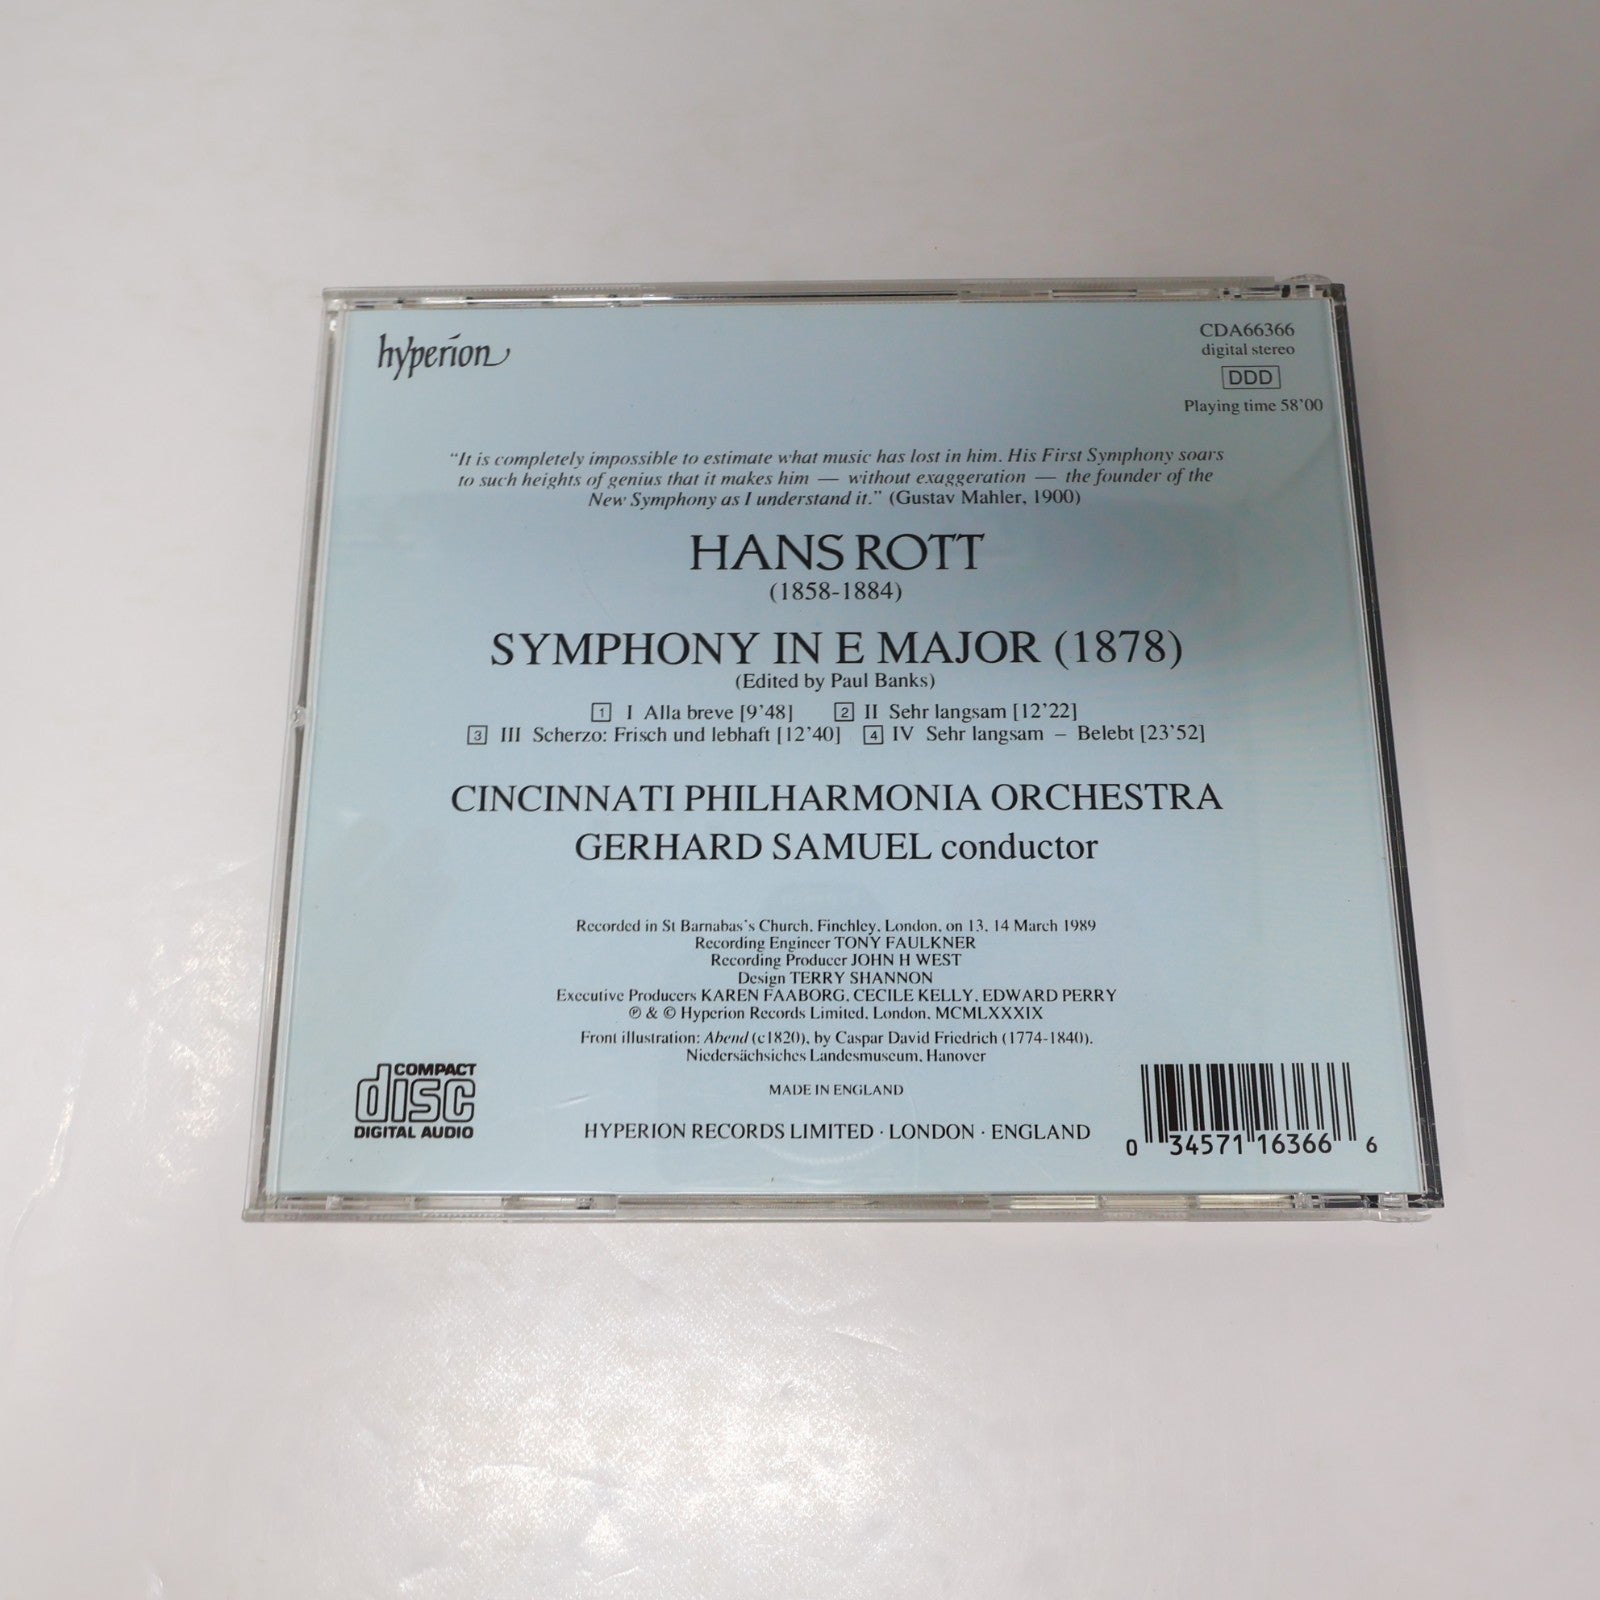 hyperion
CDA66366
digital stereo
DDD
Playing time 58'00
"It is completely impossible to estimate what music has lost in him. His First Symphony soars
to such heights of genius that it makes him — without exaggeration — the founder of the
New Symphony as I understand it." (Gustav Mahler, 1900)
HANS ROTT
(1858-1884)
SYMPHONY IN E MAJOR (1878)
(Edited by Paul Banks)
1 I Alla breve [9'48] 2 II Sehr langsam [12'22]
3 III Scherzo: Frisch und lebhaft [12'40] 4 IV Sehr langsam – Belebt [23'52]
CINCINNATI PHILHARMONIA ORCHESTRA
GERHARD SAMUEL conductor
Recorded in St Barnabas's Church, Finchley, London, on 13, 14 March 1989
Recording Engineer TONY FAULKNER
Recording Producer JOHN H WEST
Design TERRY SHANNON
Executive Producers KAREN FAABORG, CECILE KELLY, EDWARD PERRY
℗ & © Hyperion Records Limited, London, MCMLXXXIX
Front illustration: Abend (c1820), by Caspar David Friedrich (1774-1840).
Niedersächsiches Landesmuseum, Hanover
MADE IN ENGLAND
HYPERION RECORDS LIMITED · LONDON · ENGLAND
COMPACT
disc
DIGITAL AUDIO
0 34571 16366 6